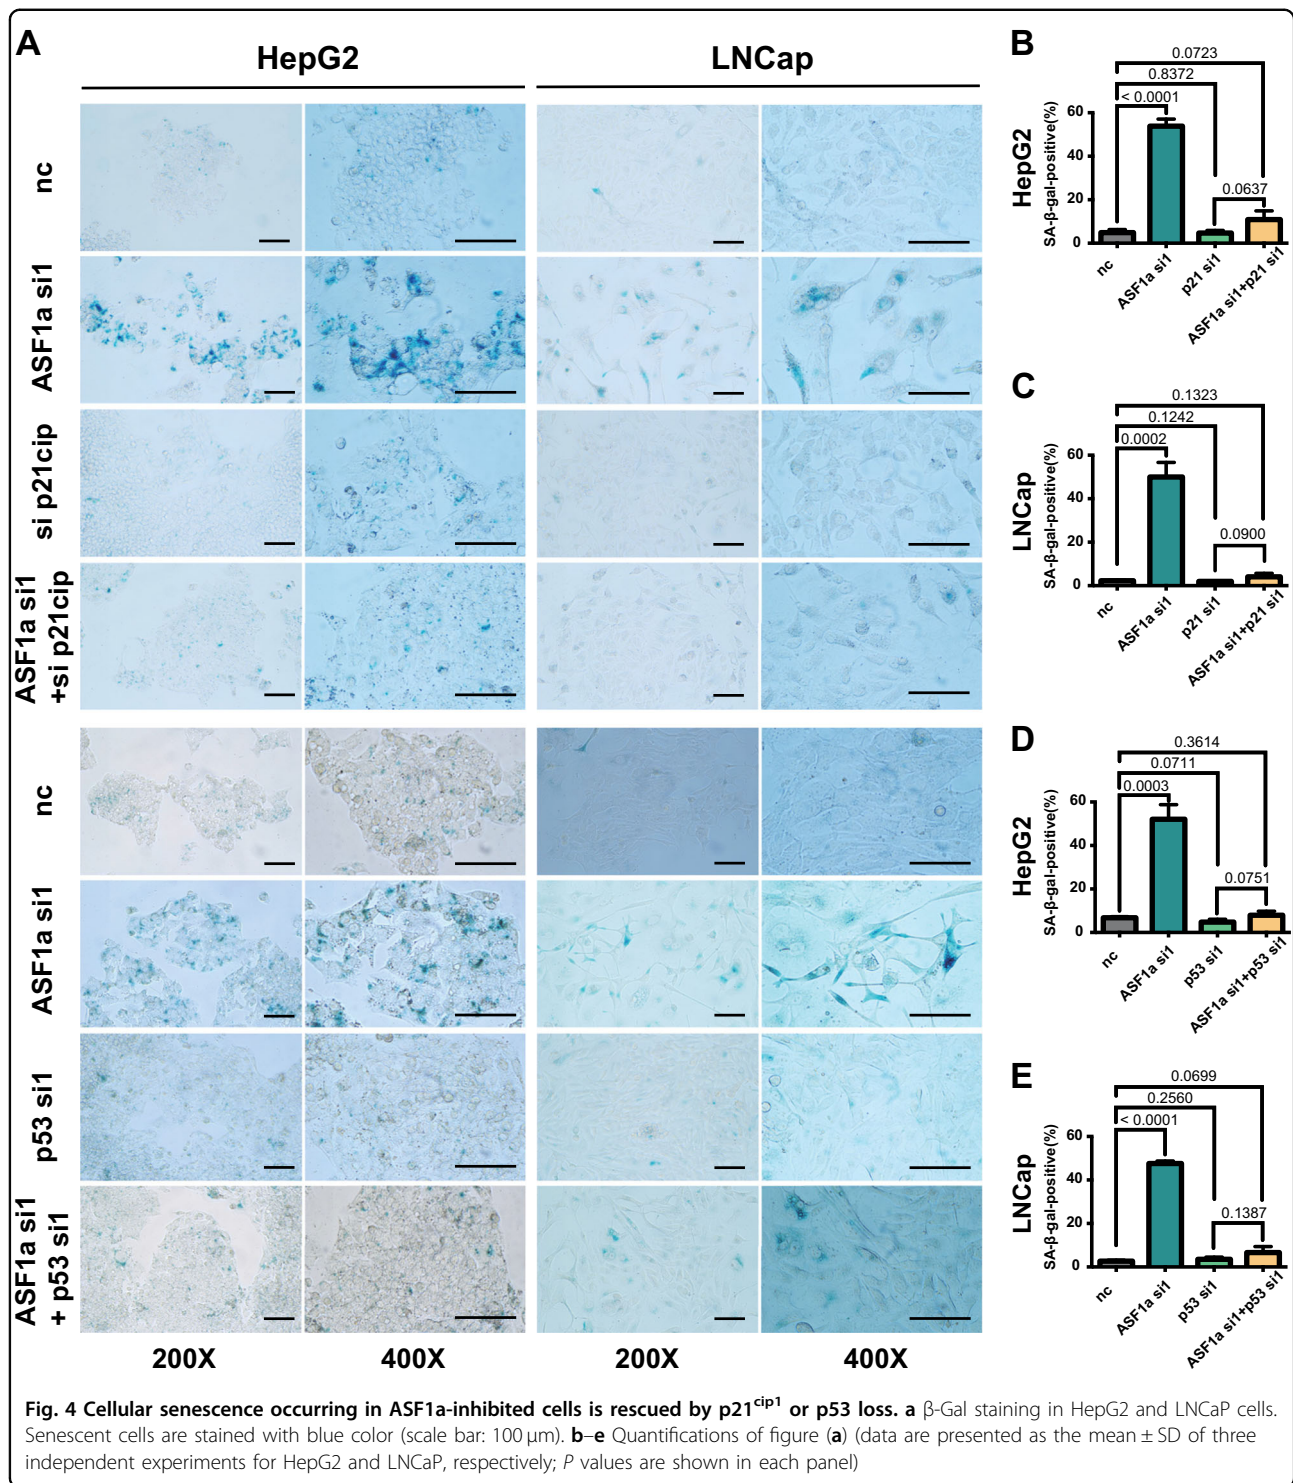 A
HepG2
LNCap
nc
ASF1a si1
si p21cip
ASF1a si1
+si p21cip
nc
ASF1a si1
p53 si1
ASF1a si1
+ p53 si1
200X
400X
200X
400X
B
HepG2
SA-β-gal-positive(%)
0.0723
0.8372
< 0.0001
0.0637
60
40
20
0
nc
ASF1a si1
p21 si1
ASF1a si1+p21 si1
C
LNCap
SA-β-gal-positive(%)
0.1323
0.1242
0.0002
0.0900
60
40
20
0
nc
ASF1a si1
p21 si1
ASF1a si1+p21 si1
D
HepG2
SA-β-gal-positive(%)
0.3614
0.0711
0.0003
0.0751
60
40
20
0
nc
ASF1a si1
p53 si1
ASF1a si1+p53 si1
E
LNCap
SA-β-gal-positive(%)
0.0699
0.2560
< 0.0001
0.1387
60
40
20
0
nc
ASF1a si1
p53 si1
ASF1a si1+p53 si1
Fig. 4 Cellular senescence occurring in ASF1a-inhibited cells is rescued by p21cip1 or p53 loss. a β-Gal staining in HepG2 and LNCaP cells.
Senescent cells are stained with blue color (scale bar: 100 μm). b–e Quantifications of figure (a) (data are presented as the mean ± SD of three
independent experiments for HepG2 and LNCaP, respectively; P values are shown in each panel)